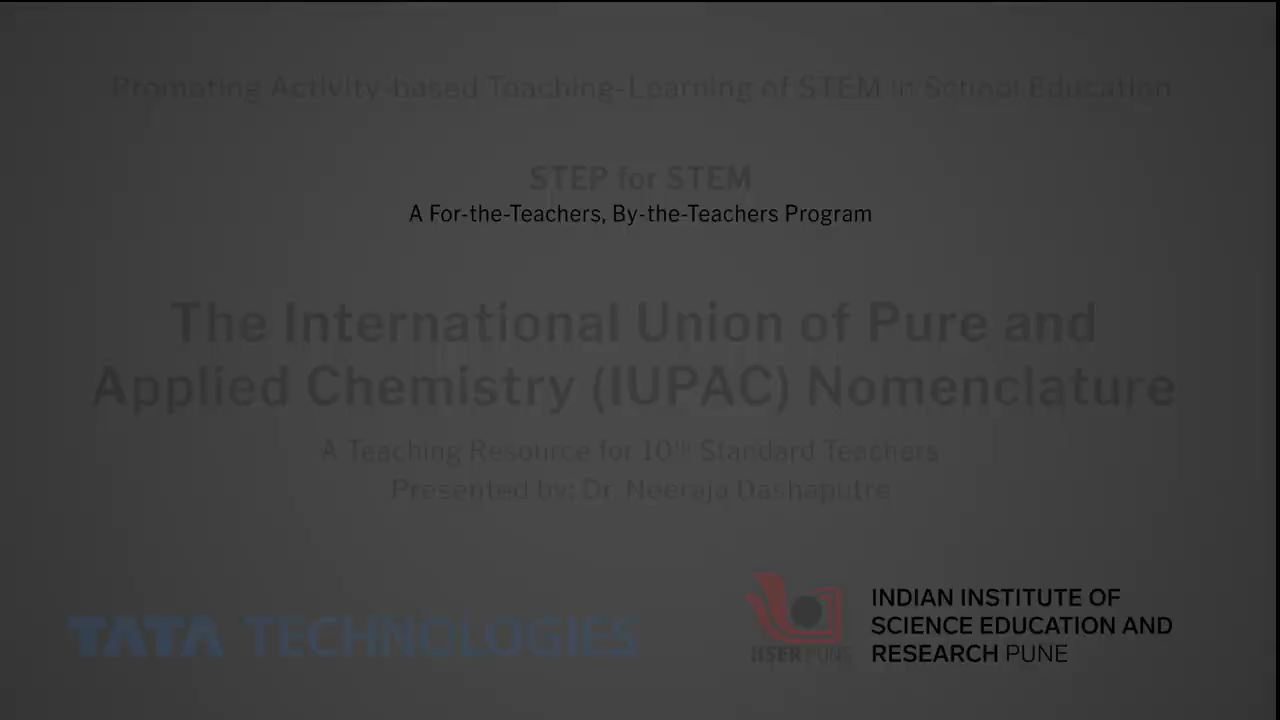 Promoting Activity-based Teaching-Learning of STEM in School Education
STEP for STEM
A For-the-Teachers, By-the-Teachers Program
The International Union of Pure and
Applied Chemistry (IUPAC) Nomenclature
A Teaching Resource for 10th Standard Teachers
Presented by: Dr. Neeraja Dashaputre
TATA TECHNOLOGIES
IISER PUNE
INDIAN INSTITUTE OF
SCIENCE EDUCATION AND
RESEARCH PUNE